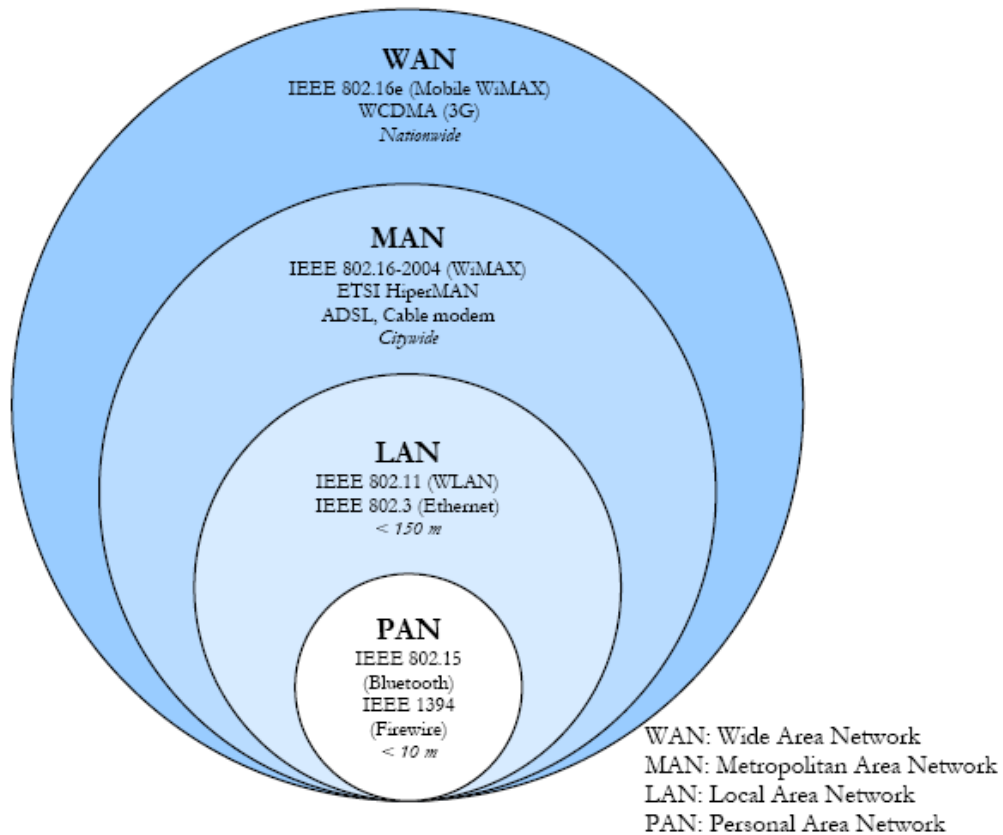 WAN
IEEE 802.16e (Mobile WiMAX)
WCDMA (3G)
Nationwide
MAN
IEEE 802.16-2004 (WiMAX)
ETSI HiperMAN
ADSL, Cable modem
Citywide
LAN
IEEE 802.11 (WLAN)
IEEE 802.3 (Ethernet)
< 150 m
PAN
IEEE 802.15
(Bluetooth)
IEEE 1394
(Firewire)
< 10 m
WAN: Wide Area Network
MAN: Metropolitan Area Network
LAN: Local Area Network
PAN: Personal Area Network